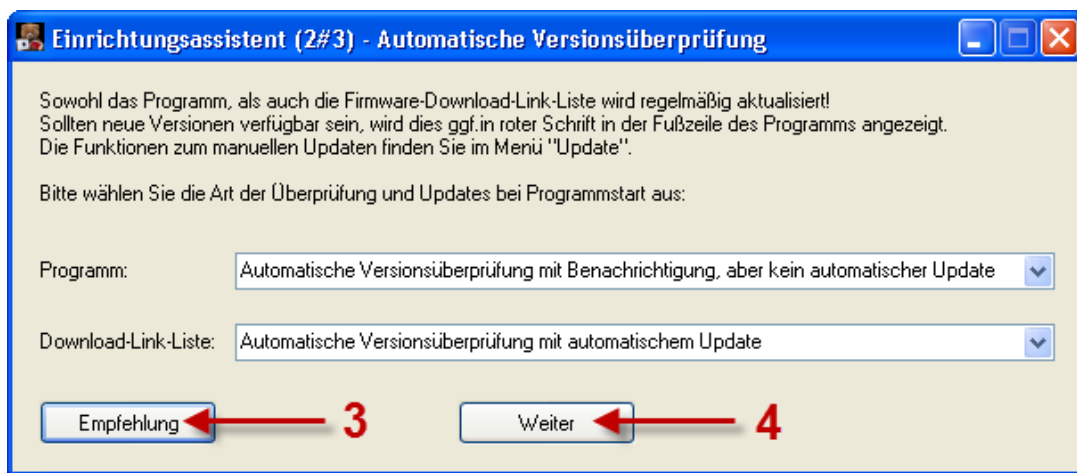 Einrichtungsassistent (2#3) - Automatische Versionsüberprüfung
Sowohl das Programm, als auch die Firmware-Download-Link-Liste wird regelmäßig aktualisiert!
Sollten neue Versionen verfügbar sein, wird dies ggf.in roter Schrift in der Fußzeile des Programms angezeigt.
Die Funktionen zum manuellen Updaten finden Sie im Menü "Update".
Bitte wählen Sie die Art der Überprüfung und Updates bei Programmstart aus:
Programm: Automatische Versionsüberprüfung mit Benachrichtigung, aber kein automatischer Update
Download-Link-Liste: Automatische Versionsüberprüfung mit automatischem Update
Empfehlung 3 Weiter 4